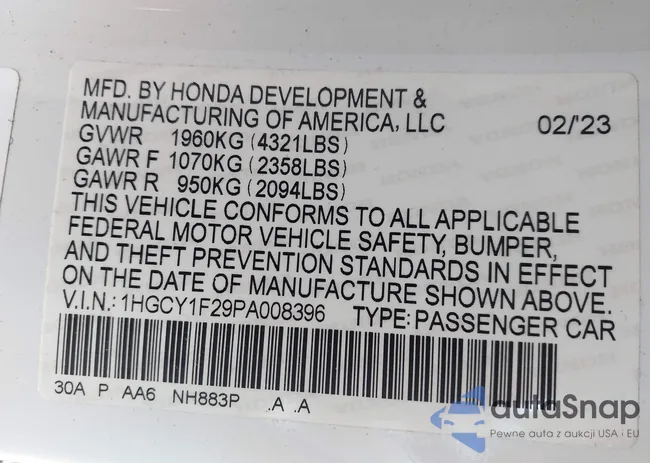 MFD. BY HONDA DEVELOPMENT &
MANUFACTURING OF AMERICA, LLC 02/'23
GVWR 1960KG (4321LBS)
GAWR F 1070KG (2358LBS)
GAWR R 950KG (2094LBS)
THIS VEHICLE CONFORMS TO ALL APPLICABLE
FEDERAL MOTOR VEHICLE SAFETY, BUMPER,
AND THEFT PREVENTION STANDARDS IN EFFECT
ON THE DATE OF MANUFACTURE SHOWN ABOVE.
V.I.N.: 1HGCY1F29PA008396 TYPE: PASSENGER CAR
30A P AA6 NH883P .A .A
autaSnap
Pewne auta z aukcji USA i EU